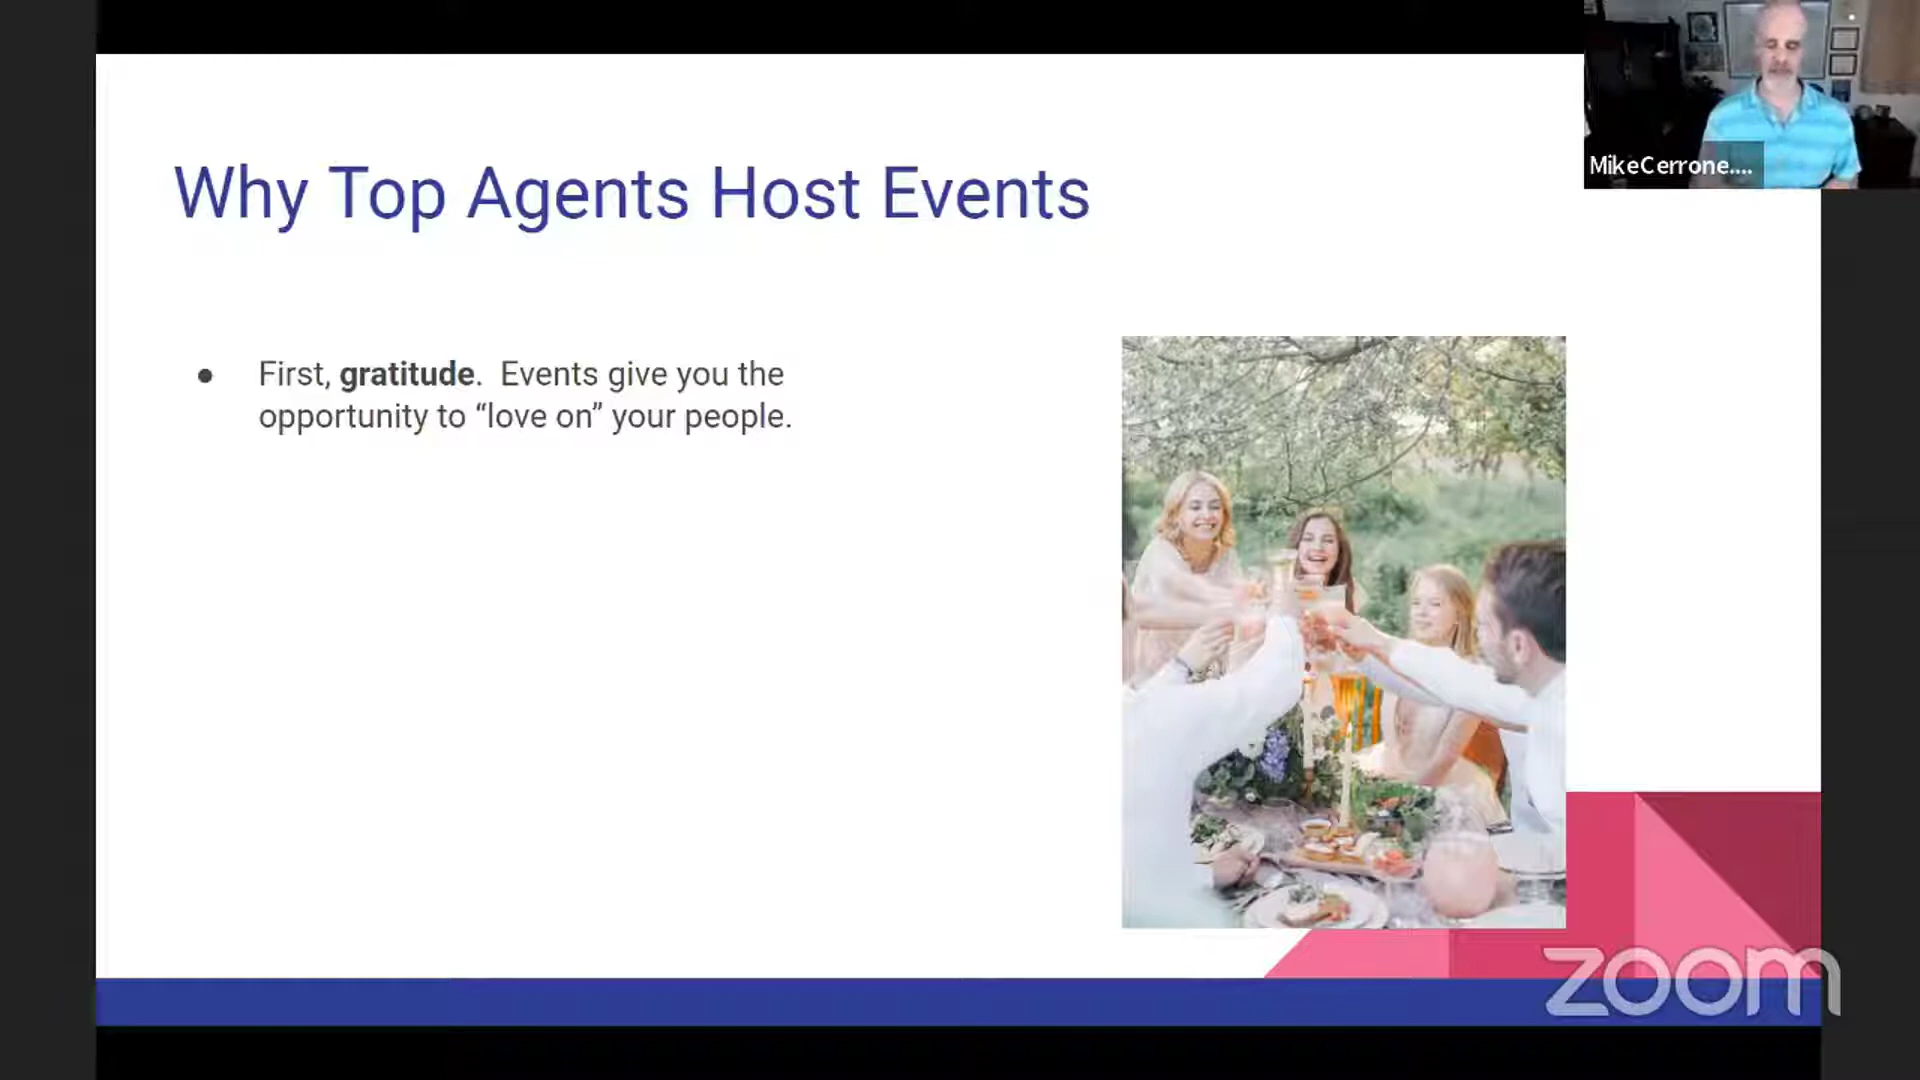 MikeCerrone....
Why Top Agents Host Events
● First, gratitude. Events give you the
opportunity to “love on” your people.
zoom